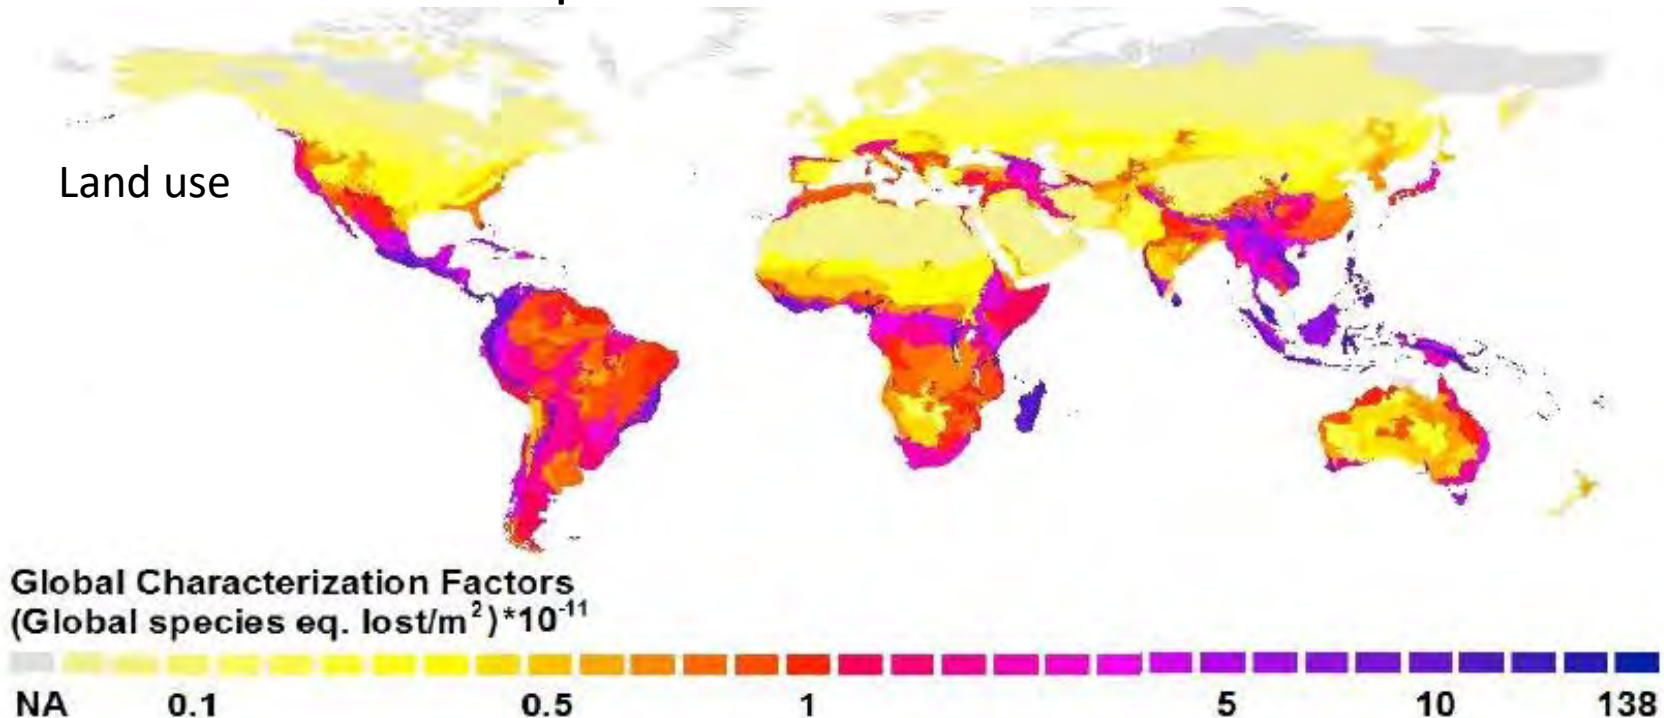 Land use
Global Characterization Factors
(Global species eq. lost/m²)*10⁻¹¹
NA 0.1 0.5 1 5 10 138